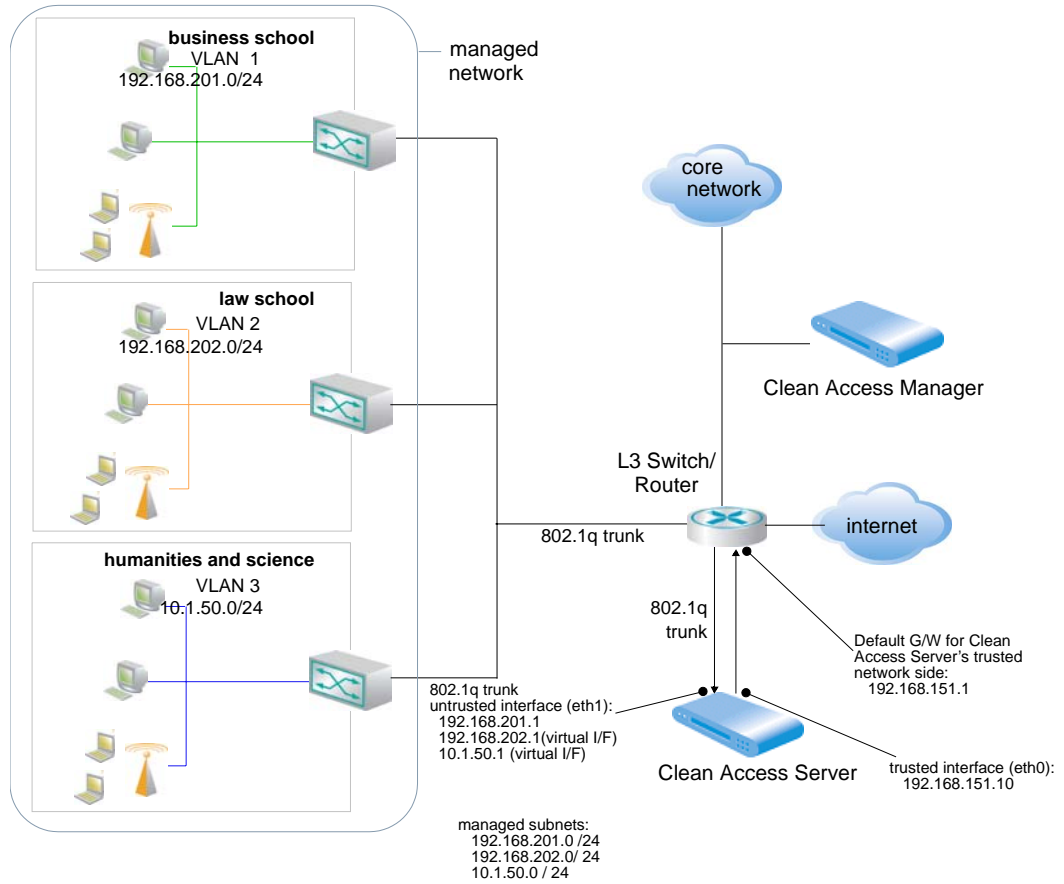 business school
VLAN 1
192.168.201.0/24
managed
network
law school
VLAN 2
192.168.202.0/24
humanities and science
VLAN 3
10.1.50.0/24
core
network
Clean Access Manager
L3 Switch/
Router
802.1q trunk
internet
802.1q
trunk
Default G/W for Clean
Access Server’s trusted
network side:
192.168.151.1
802.1q trunk
untrusted interface (eth1):
192.168.201.1
192.168.202.1(virtual I/F)
10.1.50.1 (virtual I/F)
Clean Access Server
trusted interface (eth0):
192.168.151.10
managed subnets:
192.168.201.0 /24
192.168.202.0/ 24
10.1.50.0 / 24